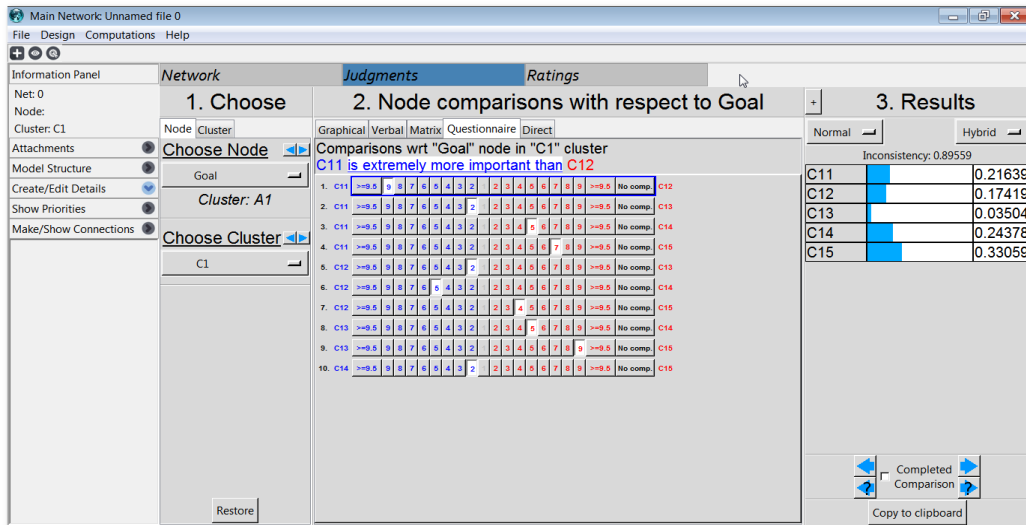 Main Network: Unnamed file 0
File Design Computations Help
Information Panel
Net: 0
Node:
Cluster: C1
Attachments
Model Structure
Create/Edit Details
Show Priorities
Make/Show Connections
Network Judgments Ratings
1. Choose
Node Cluster
Choose Node
Goal
Cluster: A1
Choose Cluster
C1
Restore
2. Node comparisons with respect to Goal
Graphical Verbal Matrix Questionnaire Direct
Comparisons wrt "Goal" node in "C1" cluster
C11 is extremely more important than C12
1. C11 >=9.5 9 8 7 6 5 4 3 2 1 2 3 4 5 6 7 8 9 >=9.5 No comp. C12
2. C11 >=9.5 9 8 7 6 5 4 3 2 1 2 3 4 5 6 7 8 9 >=9.5 No comp. C13
3. C11 >=9.5 9 8 7 6 5 4 3 2 1 2 3 4 5 6 7 8 9 >=9.5 No comp. C14
4. C11 >=9.5 9 8 7 6 5 4 3 2 1 2 3 4 5 6 7 8 9 >=9.5 No comp. C15
5. C12 >=9.5 9 8 7 6 5 4 3 2 1 2 3 4 5 6 7 8 9 >=9.5 No comp. C13
6. C12 >=9.5 9 8 7 6 5 4 3 2 1 2 3 4 5 6 7 8 9 >=9.5 No comp. C14
7. C12 >=9.5 9 8 7 6 5 4 3 2 1 2 3 4 5 6 7 8 9 >=9.5 No comp. C15
8. C13 >=9.5 9 8 7 6 5 4 3 2 1 2 3 4 5 6 7 8 9 >=9.5 No comp. C14
9. C13 >=9.5 9 8 7 6 5 4 3 2 1 2 3 4 5 6 7 8 9 >=9.5 No comp. C15
10. C14 >=9.5 9 8 7 6 5 4 3 2 1 2 3 4 5 6 7 8 9 >=9.5 No comp. C15
+ 3. Results
Normal Hybrid
Inconsistency: 0.89559
C11 0.21639
C12 0.17419
C13 0.03504
C14 0.24378
C15 0.33059
Completed
Comparison
? ?
Copy to clipboard